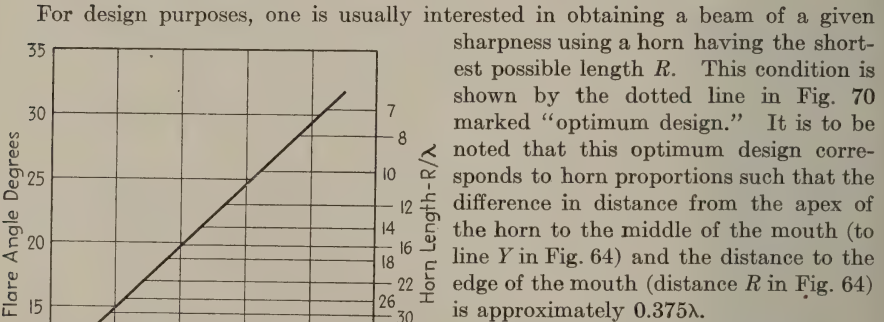 For design purposes, one is usually interested in obtaining a beam of a given
sharpness using a horn having the short-
est possible length R. This condition is
shown by the dotted line in Fig. 70
marked “optimum design.” It is to be
noted that this optimum design corre-
sponds to horn proportions such that the
difference in distance from the apex of
the horn to the middle of the mouth (to
line Y in Fig. 64) and the distance to the
edge of the mouth (distance R in Fig. 64)
is approximately 0.375λ.
Flare Angle Degrees
35
30
25
20
15
7
8
10
12
14
16
18
22
26
30
Horn Length-R/λ